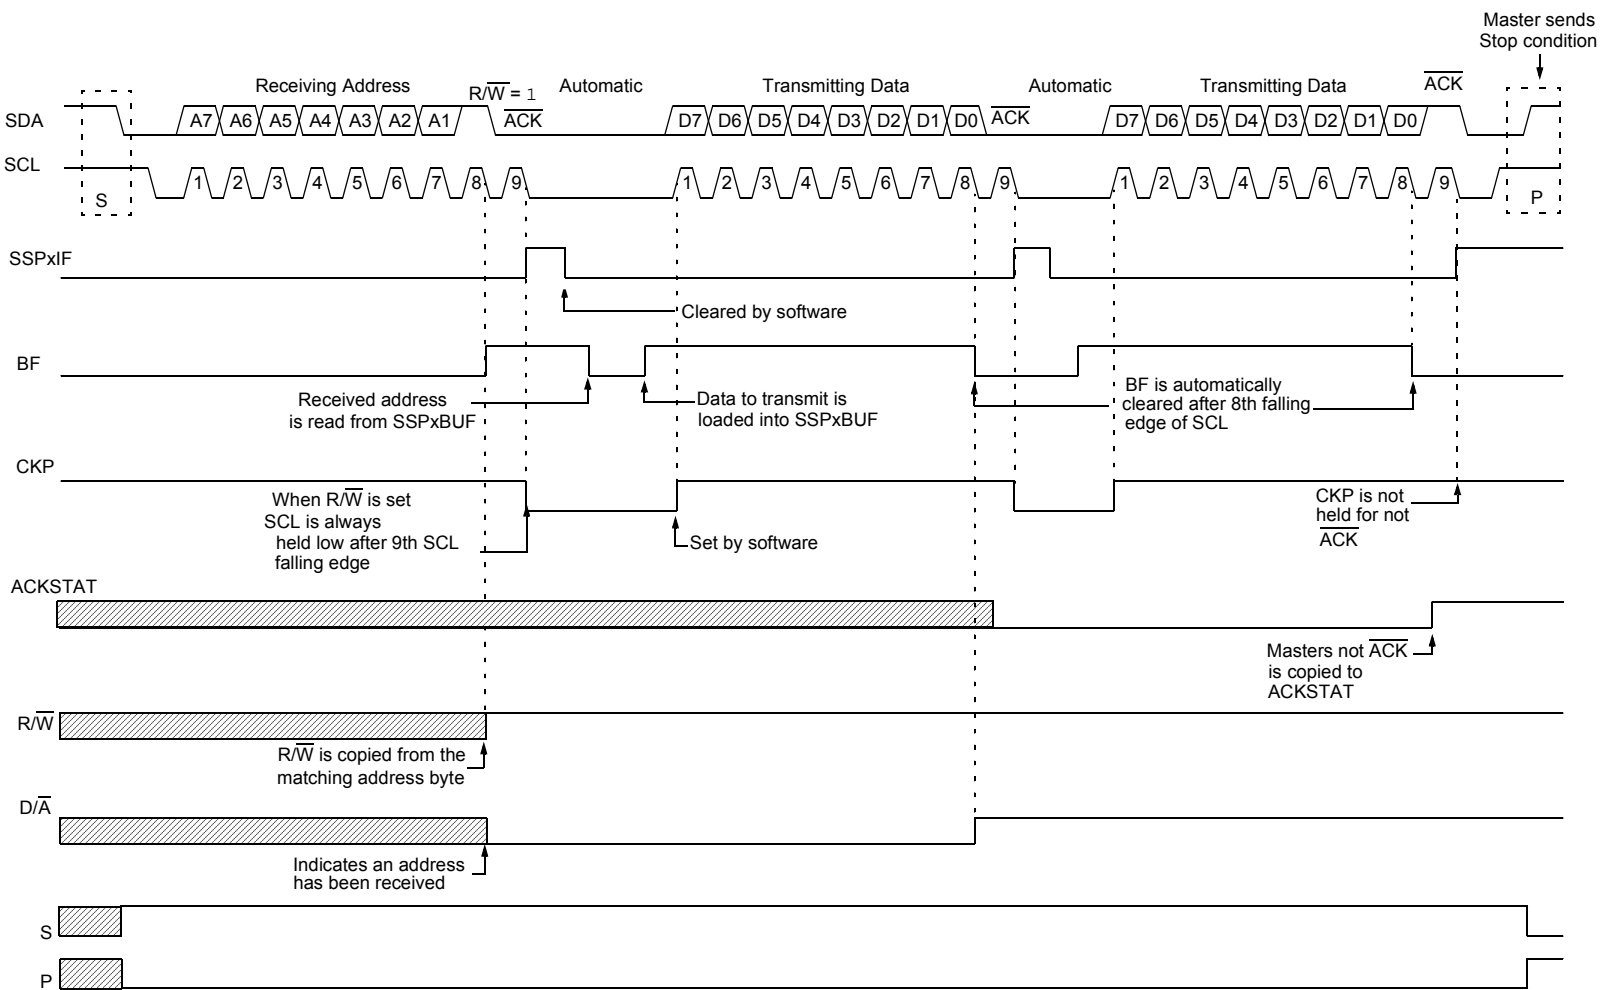 Master sends
Stop condition
Receiving Address
R/W̅ = 1
Automatic
Transmitting Data
Automatic
Transmitting Data
A̅C̅K̅
SDA
A7 A6 A5 A4 A3 A2 A1
A̅C̅K̅
D7 D6 D5 D4 D3 D2 D1 D0
A̅C̅K̅
D7 D6 D5 D4 D3 D2 D1 D0
SCL
S
1 2 3 4 5 6 7 8 9
1 2 3 4 5 6 7 8 9
1 2 3 4 5 6 7 8 9
P
SSPxIF
Cleared by software
BF
Received address
is read from SSPxBUF
Data to transmit is
loaded into SSPxBUF
BF is automatically
cleared after 8th falling
edge of SCL
CKP
When R/W̅ is set
SCL is always
held low after 9th SCL
falling edge
Set by software
CKP is not
held for not
A̅C̅K̅
ACKSTAT
Masters not A̅C̅K̅
is copied to
ACKSTAT
R/W̅
R/W̅ is copied from the
matching address byte
D/A̅
Indicates an address
has been received
S
P